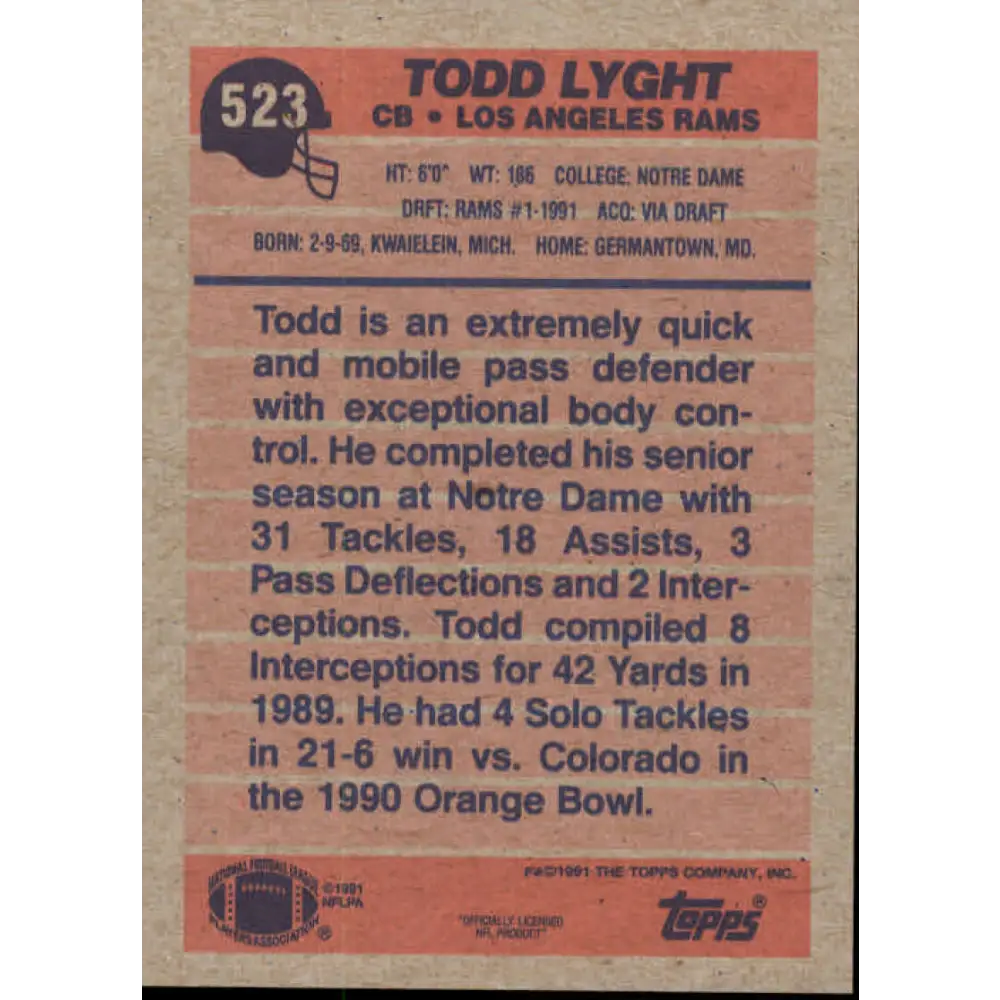 523
TODD LYGHT
CB • LOS ANGELES RAMS
HT: 6'0" WT: 186 COLLEGE: NOTRE DAME
DRFT: RAMS #1-1991 ACQ: VIA DRAFT
BORN: 2-9-69, KWAIELEIN, MICH. HOME: GERMANTOWN, MD.
Todd is an extremely quick
and mobile pass defender
with exceptional body con-
trol. He completed his senior
season at Notre Dame with
31 Tackles, 18 Assists, 3
Pass Deflections and 2 Inter-
ceptions. Todd compiled 8
Interceptions for 42 Yards in
1989. He had 4 Solo Tackles
in 21-6 win vs. Colorado in
the 1990 Orange Bowl.
NATIONAL FOOTBALL LEAGUE
PLAYERS ASSOCIATION ®
©1991
NFLPA
"OFFICIALLY LICENSED
NFL PRODUCT"
F*©1991 THE TOPPS COMPANY, INC.
TOPPS®